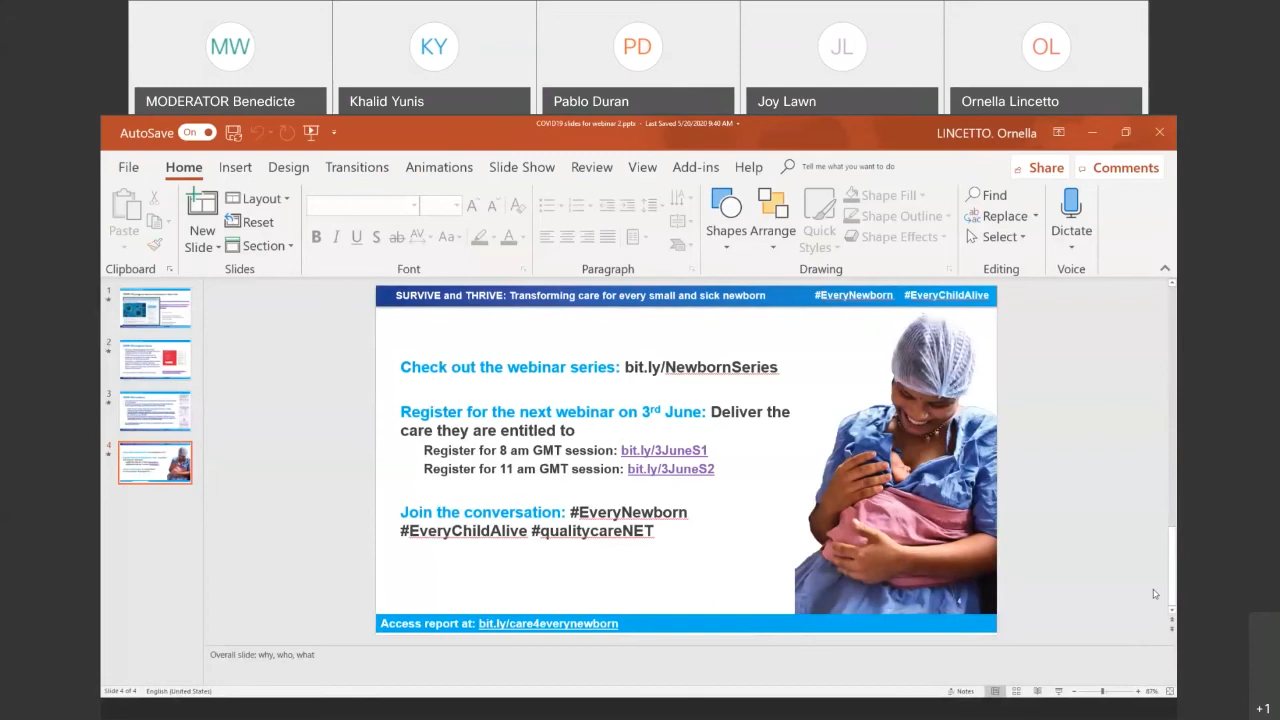 MW
KY
PD
JL
OL
MODERATOR Benedicte
Khalid Yunis
Pablo Duran
Joy Lawn
Ornella Lincetto
AutoSave On
COVID19 slides for webinar 2.pptx - Last Saved 5/20/2020 9:40 AM
LINCETTO. Ornella
File Home Insert Design Transitions Animations Slide Show Review View Add-ins Help Tell me what you want to do Share Comments
Paste
New Slide
Layout
Reset
Section
B I U S ab AV Aa A
Shapes
Arrange
Quick Styles
Shape Fill
Shape Outline
Shape Effects
Find
Replace
Select
Dictate
Clipboard
Slides
Font
Paragraph
Drawing
Editing
Voice
1
2
3
4
SURVIVE and THRIVE: Transforming care for every small and sick newborn #EveryNewborn #EveryChildAlive
Check out the webinar series: bit.ly/NewbornSeries
Register for the next webinar on 3rd June: Deliver the
care they are entitled to
Register for 8 am GMT session: bit.ly/3JuneS1
Register for 11 am GMT session: bit.ly/3JuneS2
Join the conversation: #EveryNewborn
#EveryChildAlive #qualitycareNET
Access report at: bit.ly/care4everynewborn
Overall slide: why, who, what
Slide 4 of 4 English (United States) Notes 87%
+1